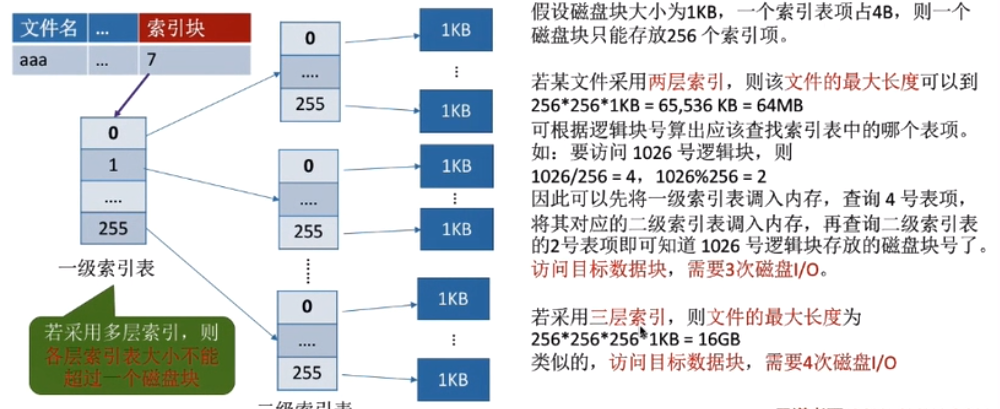 文件名 ... 索引块
aaa ... 7
0
1
....
255
一级索引表
若采用多层索引，则
各层索引表大小不能
超过一个磁盘块
0
....
255
0
....
255
......
0
....
255
二级索引表
1KB
⋮
1KB
1KB
⋮
1KB
1KB
⋮
1KB
假设磁盘块大小为1KB，一个索引表项占4B，则一个
磁盘块只能存放256 个索引项。
若某文件采用两层索引，则该文件的最大长度可以到
256*256*1KB = 65,536 KB = 64MB
可根据逻辑块号算出应该查找索引表中的哪个表项。
如：要访问 1026 号逻辑块，则
1026/256 = 4，1026%256 = 2
因此可以先将一级索引表调入内存，查询 4 号表项，
将其对应的二级索引表调入内存，再查询二级索引表
的2号表项即可知道 1026 号逻辑块存放的磁盘块号了。
访问目标数据块，需要3次磁盘I/O。
若采用三层索引，则文件的最大长度为
256*256*256*1KB = 16GB
类似的，访问目标数据块，需要4次磁盘I/O